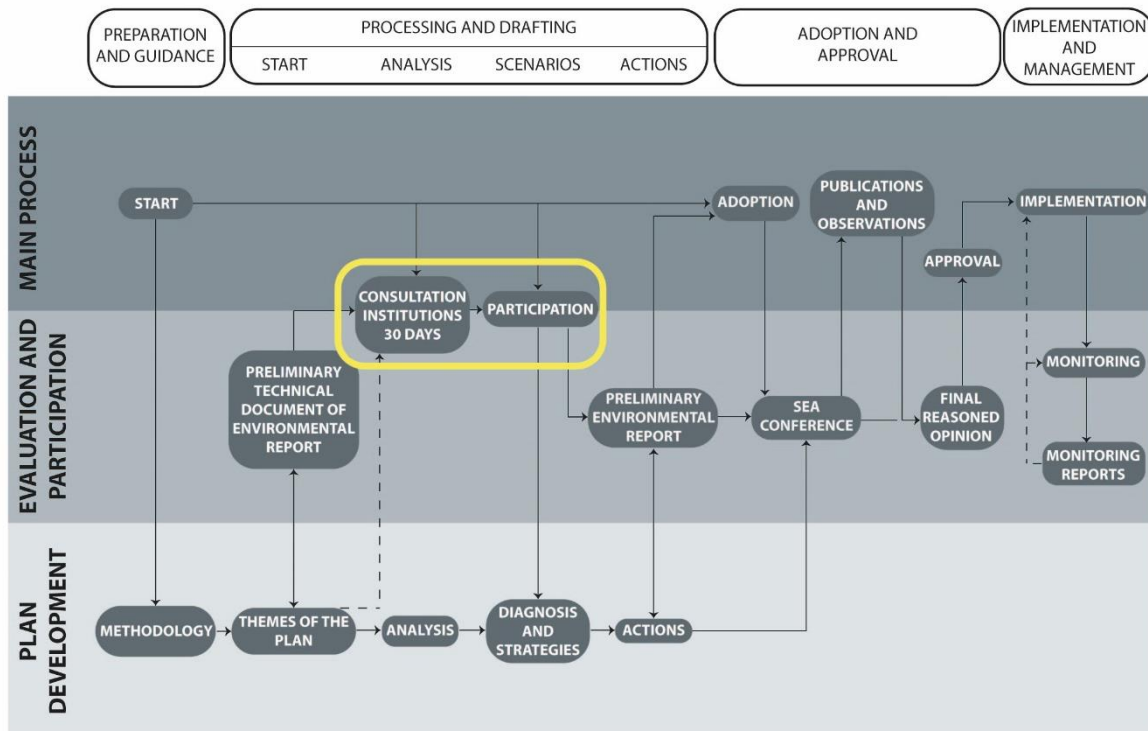 PREPARATION
AND GUIDANCE
PROCESSING AND DRAFTING
START
ANALYSIS
SCENARIOS
ACTIONS
ADOPTION AND
APPROVAL
IMPLEMENTATION
AND
MANAGEMENT
MAIN PROCESS
START
ADOPTION
PUBLICATIONS
AND
OBSERVATIONS
IMPLEMENTATION
APPROVAL
CONSULTATION
INSTITUTIONS
30 DAYS
PARTICIPATION
EVALUATION AND
PARTICIPATION
PRELIMINARY
TECHNICAL
DOCUMENT OF
ENVIRONMENTAL
REPORT
PRELIMINARY
ENVIRONMENTAL
REPORT
SEA
CONFERENCE
FINAL
REASONED
OPINION
MONITORING
MONITORING
REPORTS
PLAN
DEVELOPMENT
METHODOLOGY
THEMES OF THE
PLAN
ANALYSIS
DIAGNOSIS
AND
STRATEGIES
ACTIONS